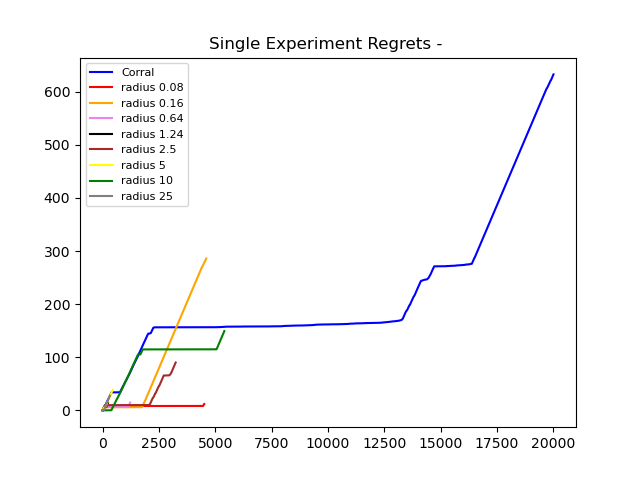 Single Experiment Regrets -
Corral
radius 0.08
radius 0.16
radius 0.64
radius 1.24
radius 2.5
radius 5
radius 10
radius 25
600
500
400
300
200
100
0
0 2500 5000 7500 10000 12500 15000 17500 20000